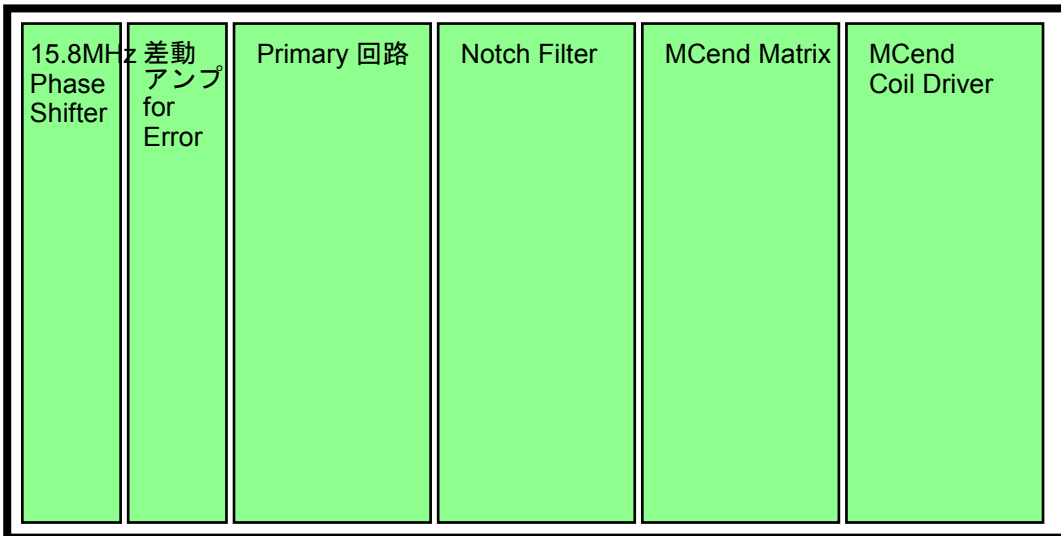 15.8MHz
Phase
Shifter
差動
アンプ
for
Error
Primary 回路
Notch Filter
MCend Matrix
MCend
Coil Driver